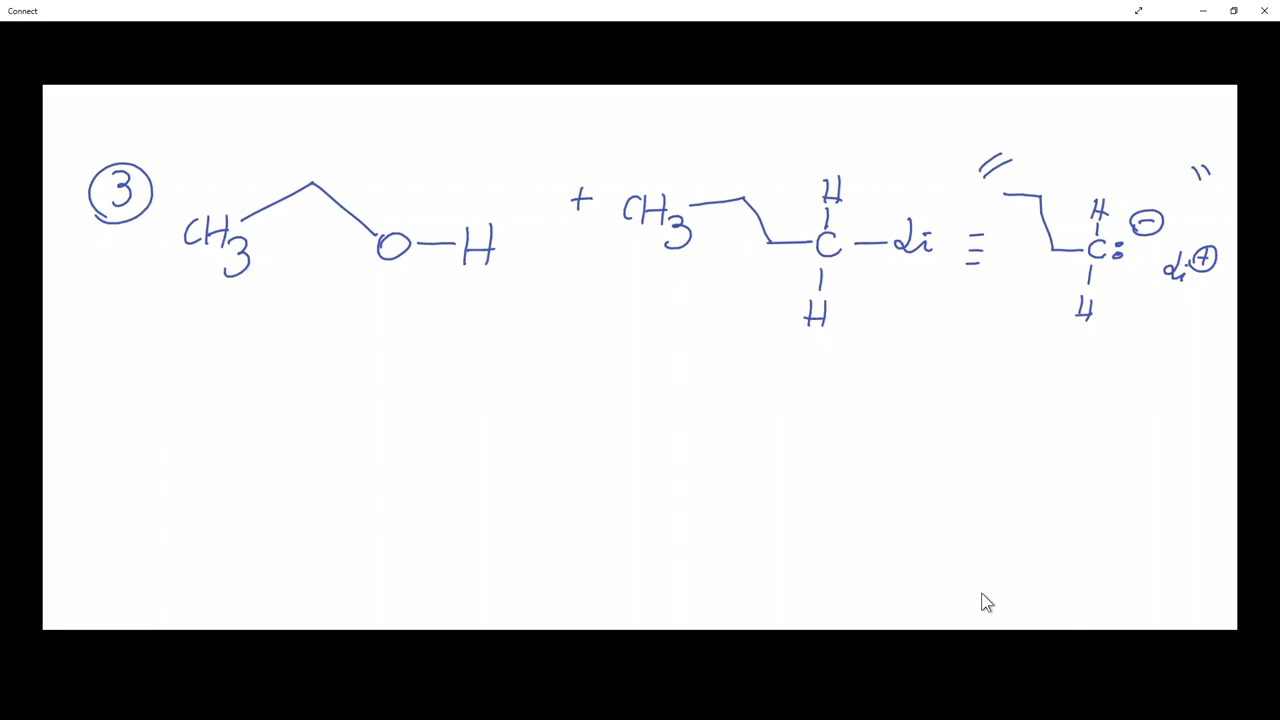 Connect
③ CH3 O—H + CH3 H C—Li H ≡ " H C: ⊖ H Li⊕ "